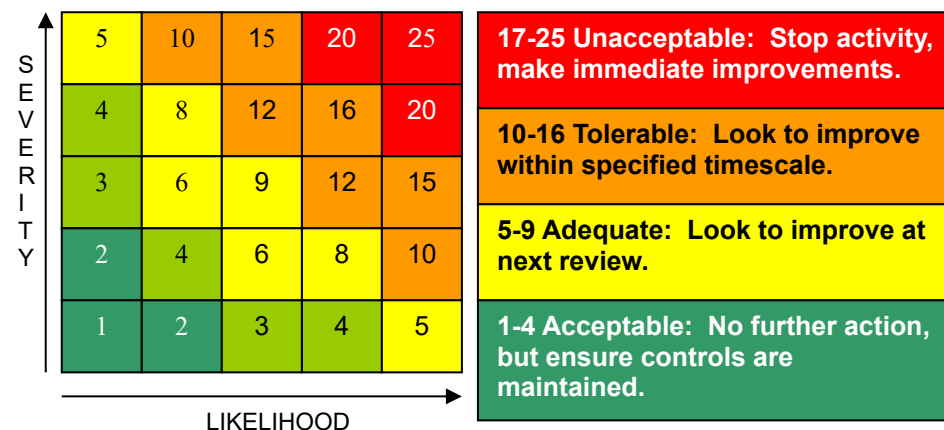 5 10 15 20 25
4 8 12 16 20
3 6 9 12 15
2 4 6 8 10
1 2 3 4 5
S
E
V
E
R
I
T
Y
LIKELIHOOD
17-25 Unacceptable: Stop activity,
make immediate improvements.
10-16 Tolerable: Look to improve
within specified timescale.
5-9 Adequate: Look to improve at
next review.
1-4 Acceptable: No further action,
but ensure controls are
maintained.